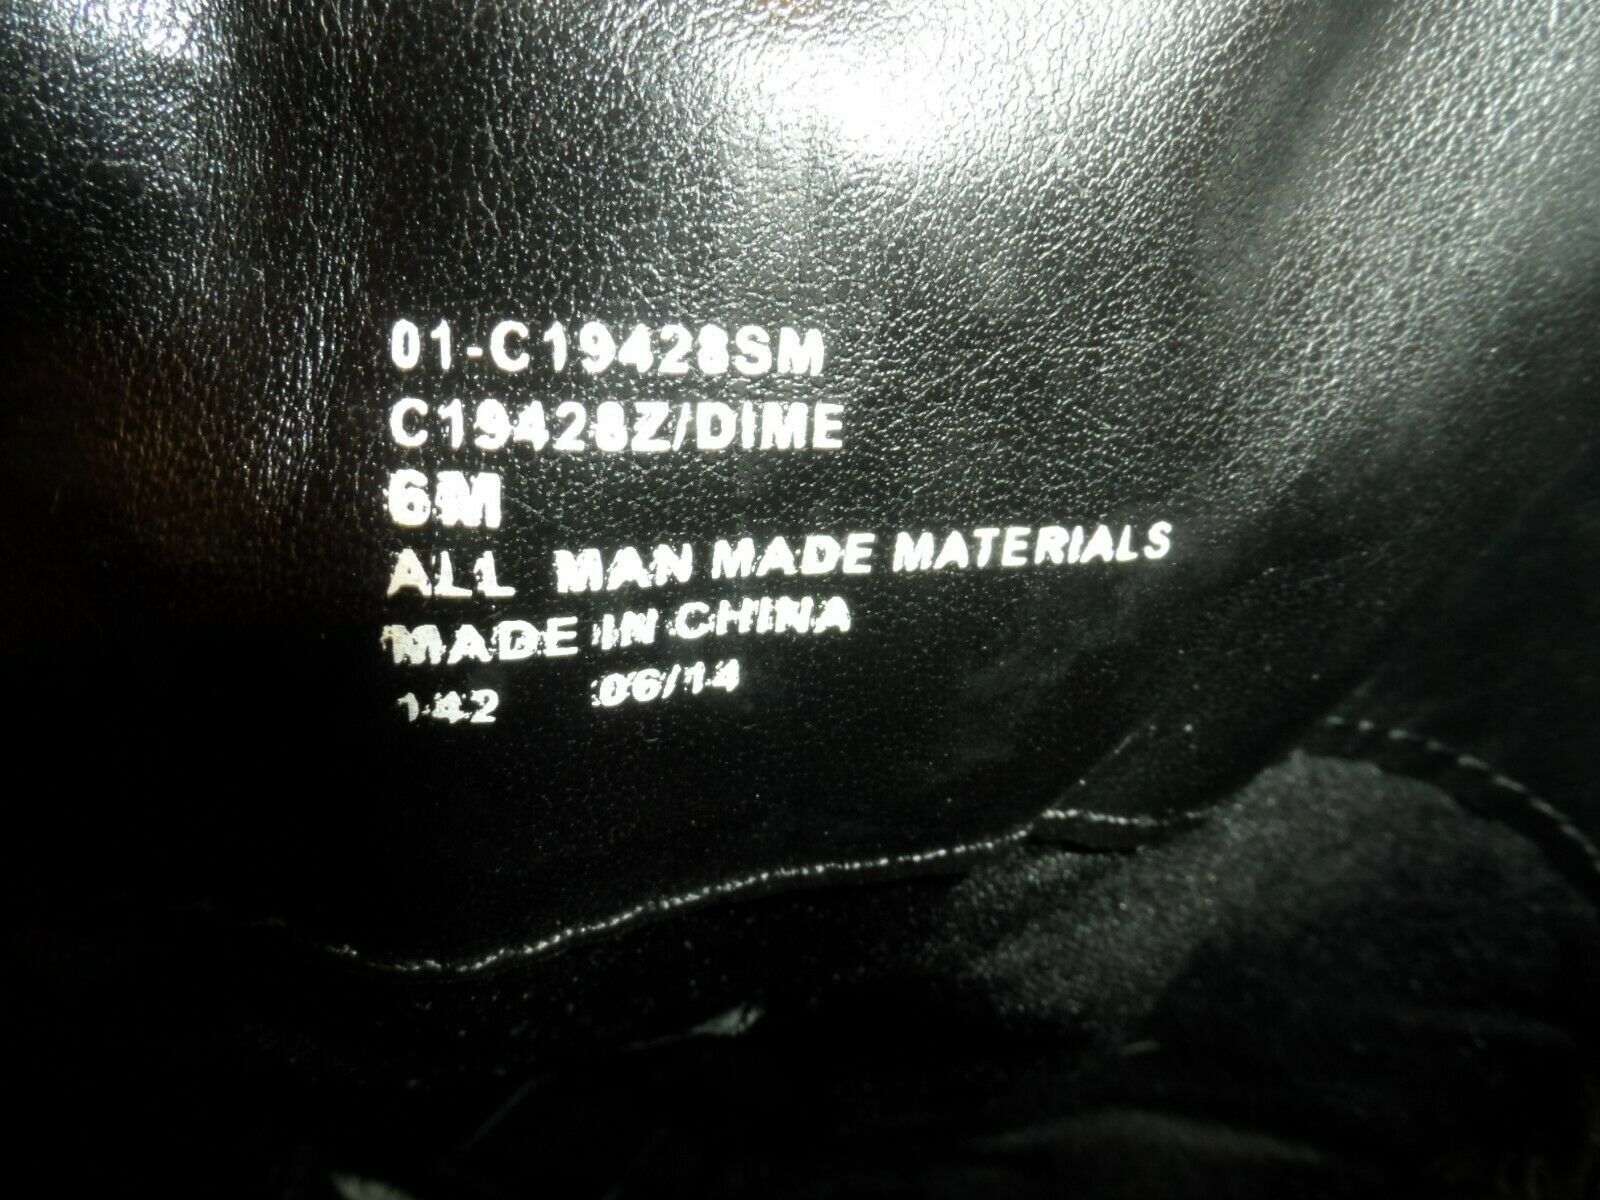 01-C19428SM
C19428Z/DIME
6M
ALL MAN MADE MATERIALS
MADE IN CHINA
142 06/14